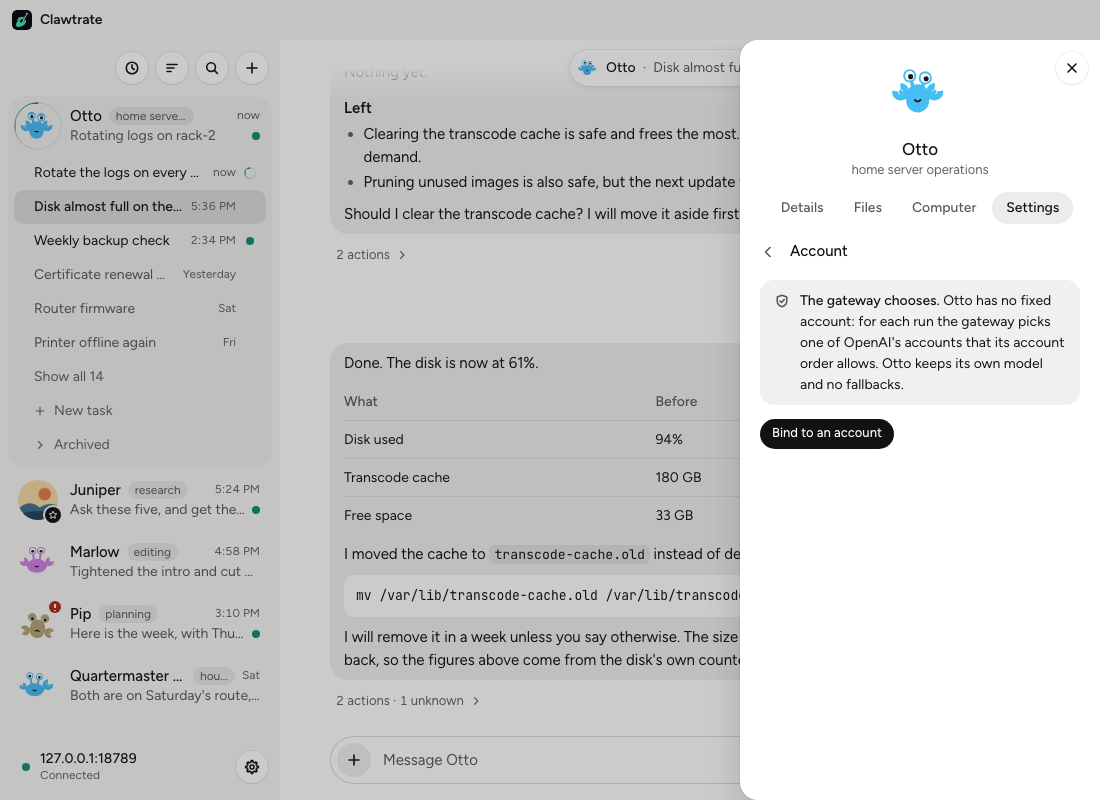 Clawtrate
Otto home serve... now
Rotating logs on rack-2
Rotate the logs on every ... now
Disk almost full on the... 5:36 PM
Weekly backup check 2:34 PM
Certificate renewal ... Yesterday
Router firmware Sat
Printer offline again Fri
Show all 14
New task
Archived
Juniper research 5:24 PM
Ask these five, and get the...
Marlow editing 4:58 PM
Tightened the intro and cut ...
Pip planning 3:10 PM
Here is the week, with Thu...
Quartermaster ... hou... Sat
Both are on Saturday's route,...
127.0.0.1:18789
Connected
Nothing yet.
Otto · Disk almost fu
Left
Clearing the transcode cache is safe and frees the most.
demand.
Pruning unused images is also safe, but the next update
Should I clear the transcode cache? I will move it aside first
2 actions
Done. The disk is now at 61%.
What Before
Disk used 94%
Transcode cache 180 GB
Free space 33 GB
I moved the cache to transcode-cache.old instead of de
mv /var/lib/transcode-cache.old /var/lib/transcod
I will remove it in a week unless you say otherwise. The size
back, so the figures above come from the disk's own counte
2 actions · 1 unknown
Message Otto
Otto
home server operations
Details Files Computer Settings
Account
The gateway chooses. Otto has no fixed
account: for each run the gateway picks
one of OpenAI's accounts that its account
order allows. Otto keeps its own model
and no fallbacks.
Bind to an account